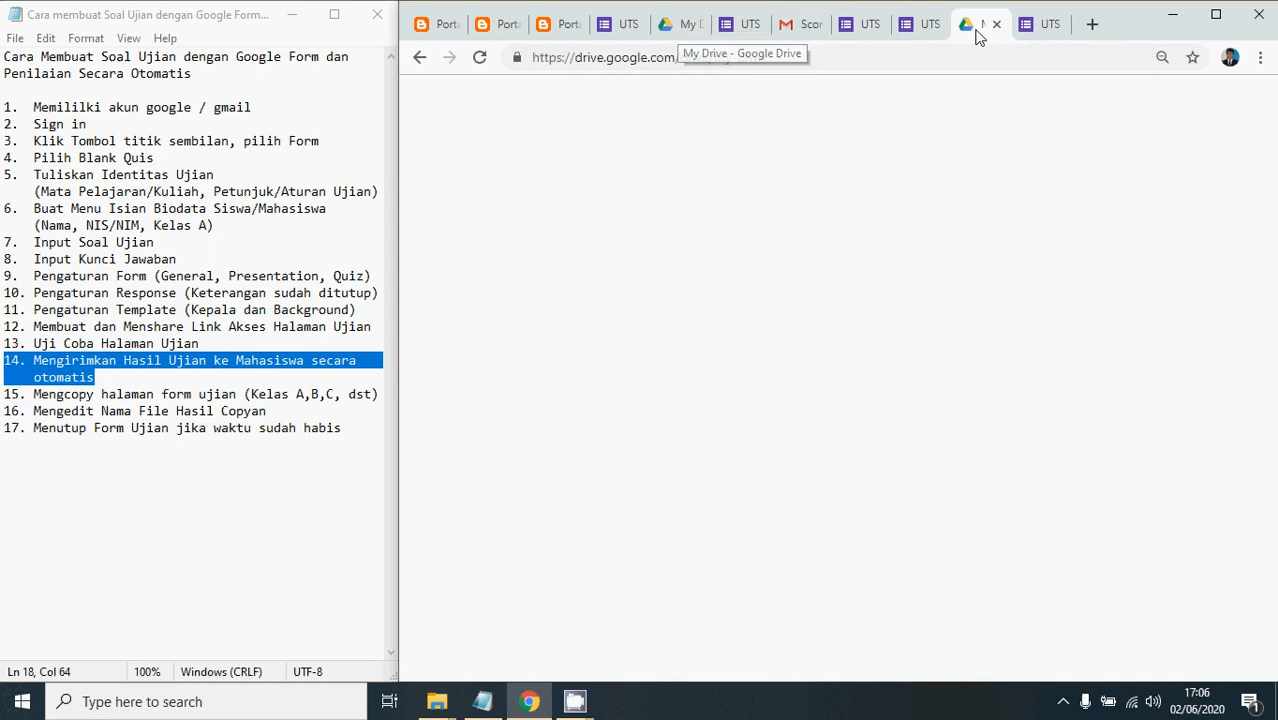 Cara membuat Soal Ujian dengan Google Form...
File Edit Format View Help
Cara Membuat Soal Ujian dengan Google Form dan
Penilaian Secara Otomatis
1. Memililki akun google / gmail
2. Sign in
3. Klik Tombol titik sembilan, pilih Form
4. Pilih Blank Quis
5. Tuliskan Identitas Ujian
(Mata Pelajaran/Kuliah, Petunjuk/Aturan Ujian)
6. Buat Menu Isian Biodata Siswa/Mahasiswa
(Nama, NIS/NIM, Kelas A)
7. Input Soal Ujian
8. Input Kunci Jawaban
9. Pengaturan Form (General, Presentation, Quiz)
10. Pengaturan Response (Keterangan sudah ditutup)
11. Pengaturan Template (Kepala dan Background)
12. Membuat dan Menshare Link Akses Halaman Ujian
13. Uji Coba Halaman Ujian
14. Mengirimkan Hasil Ujian ke Mahasiswa secara
otomatis
15. Mengcopy halaman form ujian (Kelas A,B,C, dst)
16. Mengedit Nama File Hasil Copyan
17. Menutup Form Ujian jika waktu sudah habis
Ln 18, Col 64 100% Windows (CRLF) UTF-8
Porta Porta Porta UTS My D UTS Scor UTS UTS M UTS
https://drive.google.com/
My Drive - Google Drive
Type here to search
17:06
02/06/2020
1